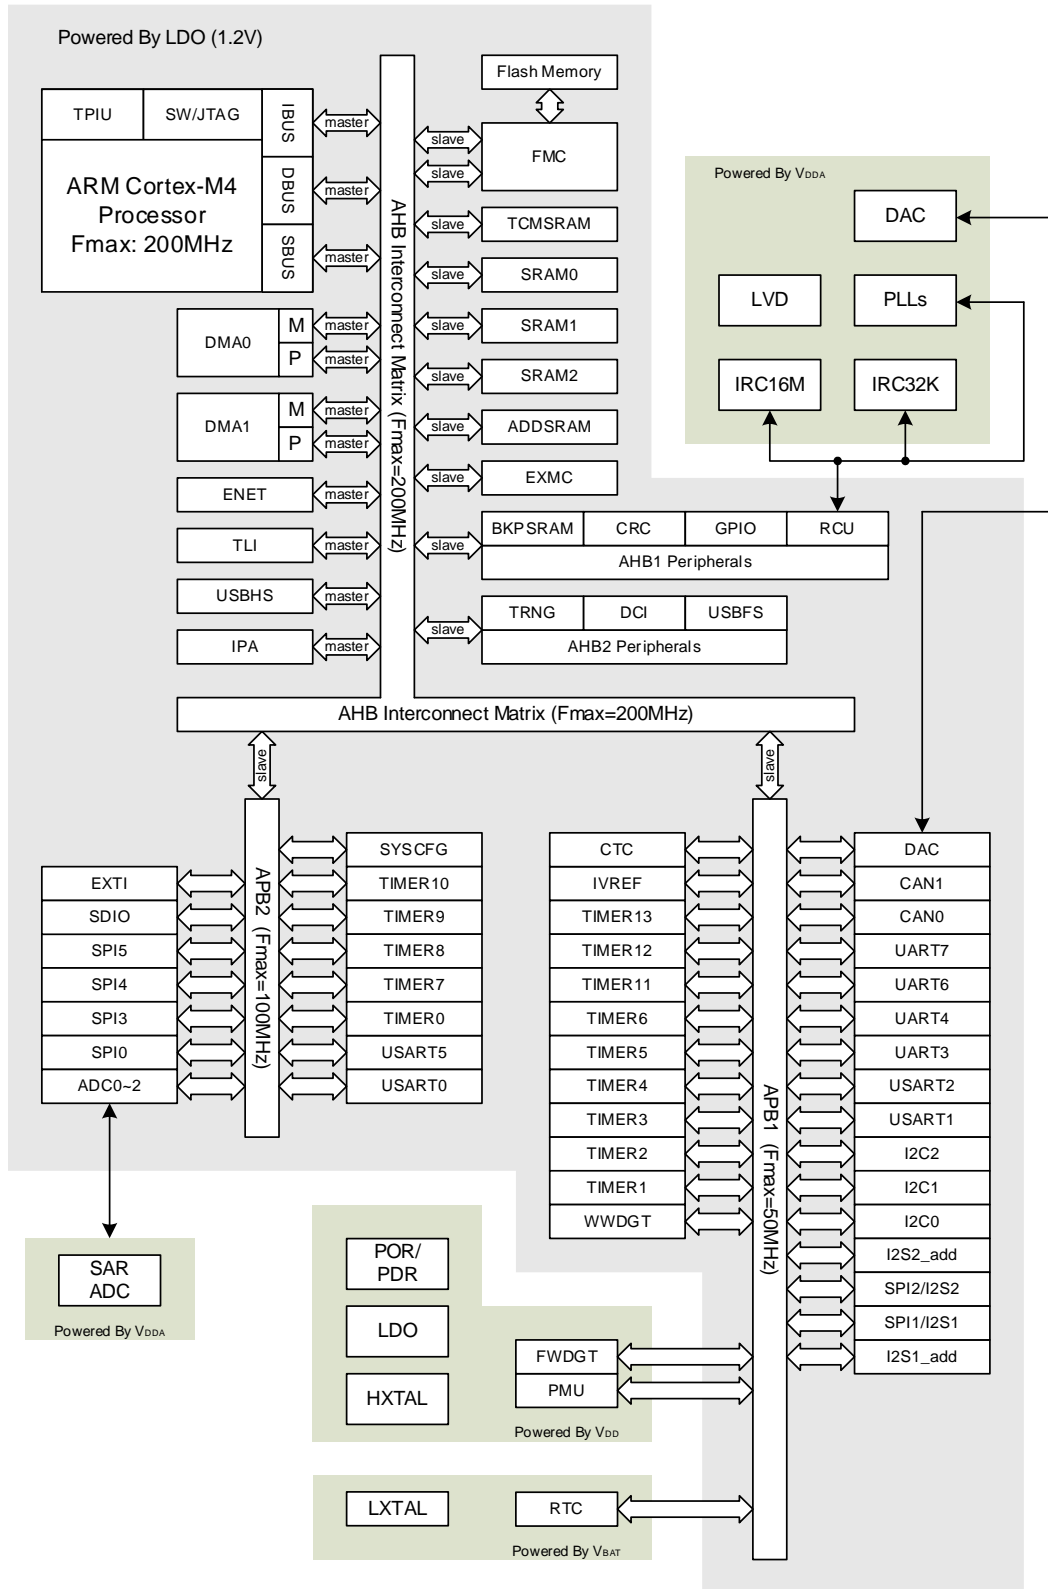 Powered By LDO (1.2V)
TPIU
SW/JTAG
IBUS
DBUS
SBUS
ARM Cortex-M4
Processor
Fmax: 200MHz
master
master
master
DMA0
M
P
master
master
DMA1
M
P
master
master
ENET
master
TLI
master
USBHS
master
IPA
master
AHB Interconnect Matrix (Fmax=200MHz)
Flash Memory
slave
slave
FMC
slave
TCMSRAM
slave
SRAM0
slave
SRAM1
slave
SRAM2
slave
ADDSRAM
slave
EXMC
slave
BKPSRAM
CRC
GPIO
RCU
AHB1 Peripherals
slave
TRNG
DCI
USBFS
AHB2 Peripherals
Powered By VDDA
DAC
LVD
PLLs
IRC16M
IRC32K
AHB Interconnect Matrix (Fmax=200MHz)
slave
slave
EXTI
SDIO
SPI5
SPI4
SPI3
SPI0
ADC0~2
APB2 (Fmax=100MHz)
SYSCFG
TIMER10
TIMER9
TIMER8
TIMER7
TIMER0
USART5
USART0
CTC
IVREF
TIMER13
TIMER12
TIMER11
TIMER6
TIMER5
TIMER4
TIMER3
TIMER2
TIMER1
WWDGT
APB1 (Fmax=50MHz)
DAC
CAN1
CAN0
UART7
UART6
UART4
UART3
USART2
USART1
I2C2
I2C1
I2C0
I2S2_add
SPI2/I2S2
SPI1/I2S1
I2S1_add
SAR
ADC
Powered By VDDA
POR/
PDR
LDO
HXTAL
FWDGT
PMU
Powered By VDD
LXTAL
RTC
Powered By VBAT